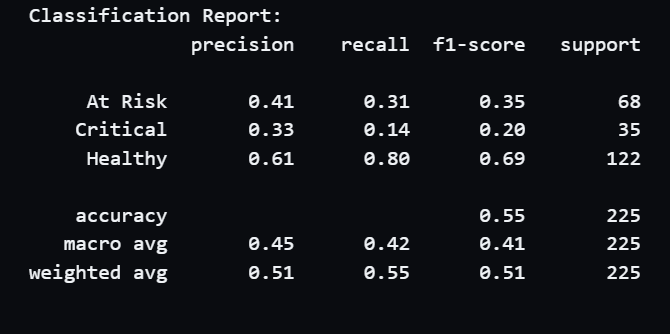 Classification Report:
precision recall f1-score support
At Risk 0.41 0.31 0.35 68
Critical 0.33 0.14 0.20 35
Healthy 0.61 0.80 0.69 122
accuracy 0.55 225
macro avg 0.45 0.42 0.41 225
weighted avg 0.51 0.55 0.51 225